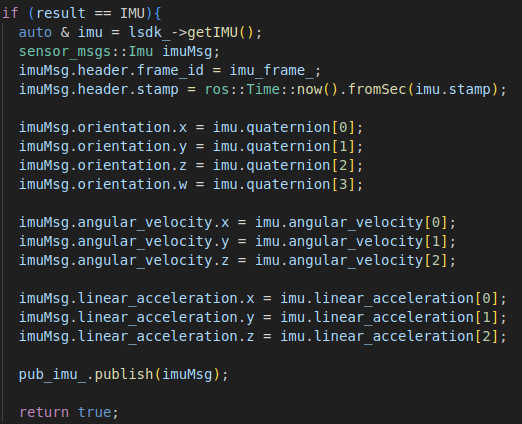 if (result == IMU){
auto & imu = lsdk_->getIMU();
sensor_msgs::Imu imuMsg;
imuMsg.header.frame_id = imu_frame_;
imuMsg.header.stamp = ros::Time::now().fromSec(imu.stamp);
imuMsg.orientation.x = imu.quaternion[0];
imuMsg.orientation.y = imu.quaternion[1];
imuMsg.orientation.z = imu.quaternion[2];
imuMsg.orientation.w = imu.quaternion[3];
imuMsg.angular_velocity.x = imu.angular_velocity[0];
imuMsg.angular_velocity.y = imu.angular_velocity[1];
imuMsg.angular_velocity.z = imu.angular_velocity[2];
imuMsg.linear_acceleration.x = imu.linear_acceleration[0];
imuMsg.linear_acceleration.y = imu.linear_acceleration[1];
imuMsg.linear_acceleration.z = imu.linear_acceleration[2];
pub_imu_.publish(imuMsg);
return true;